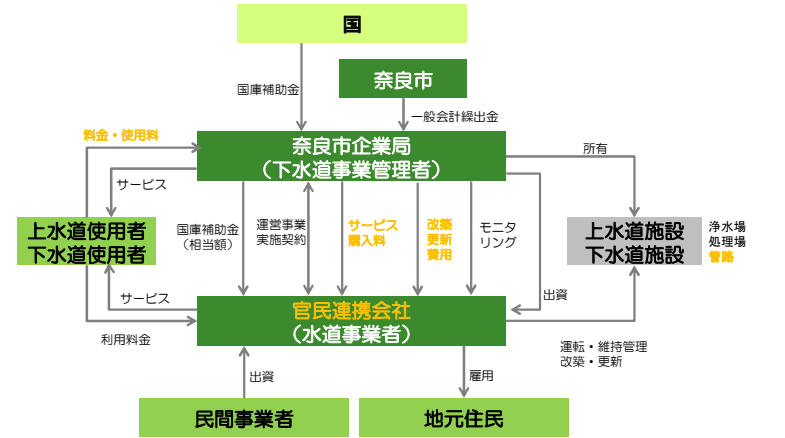 国
国庫補助金
奈良市
一般会計繰出金
料金・使用料
奈良市企業局
（下水道事業管理者）
所有
サービス
国庫補助金
（相当額）
運営事業
実施契約
サービス
購入料
改築
更新
費用
モニタ
リング
上水道使用者
下水道使用者
上水道施設
下水道施設
浄水場
処理場
管路
サービス
出資
官民連携会社
（水道事業者）
利用料金
運転・維持管理
改築・更新
出資
雇用
民間事業者
地元住民